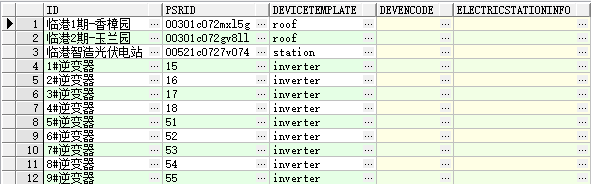 ID PSRID DEVICETEMPLATE DEVENCODE ELECTRICSTATIONINFO
1 临港1期-香樟园 ... 00301c072mxl5g ... roof ... ... ...
2 临港2期-玉兰园 ... 00301c072gv8ll ... roof ... ... ...
3 临港智造光伏电站 ... 00521c0727v074 ... station ... ... ...
4 1#逆变器 ... 15 ... inverter ... ... ...
5 2#逆变器 ... 16 ... inverter ... ... ...
6 3#逆变器 ... 17 ... inverter ... ... ...
7 4#逆变器 ... 18 ... inverter ... ... ...
8 5#逆变器 ... 51 ... inverter ... ... ...
9 6#逆变器 ... 52 ... inverter ... ... ...
10 7#逆变器 ... 53 ... inverter ... ... ...
11 8#逆变器 ... 54 ... inverter ... ... ...
12 9#逆变器 ... 55 ... inverter ... ... ...